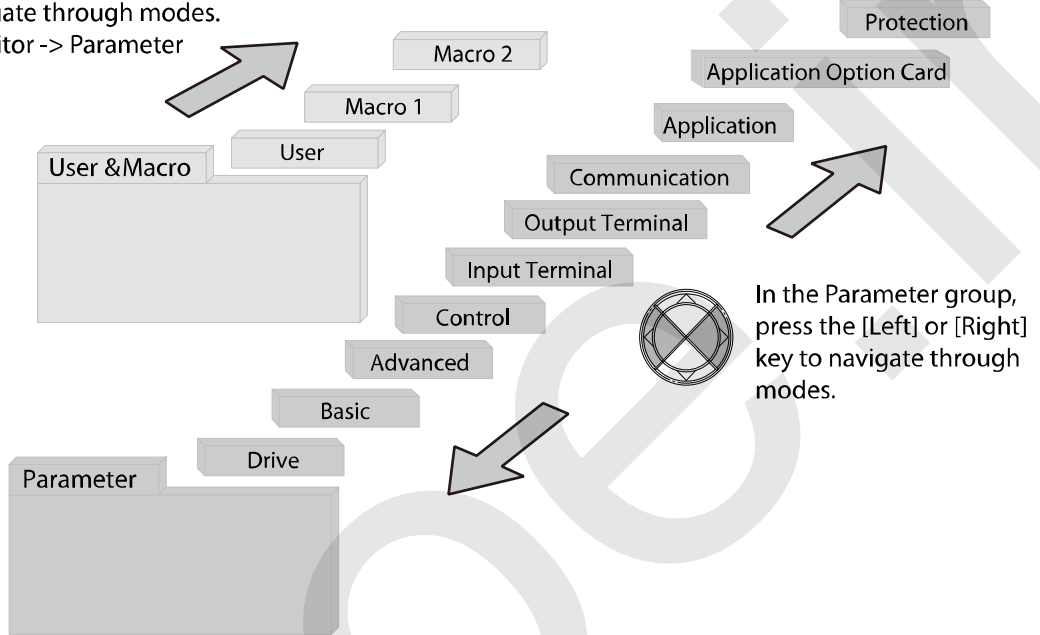 through modes.
-> Parameter
Macro 2
Macro 1
User
User &Macro
Protection
Application Option Card
Application
Communication
Output Terminal
Input Terminal
Control
Advanced
Basic
Drive
Parameter
In the Parameter group,
press the [Left] or [Right]
key to navigate through
modes.